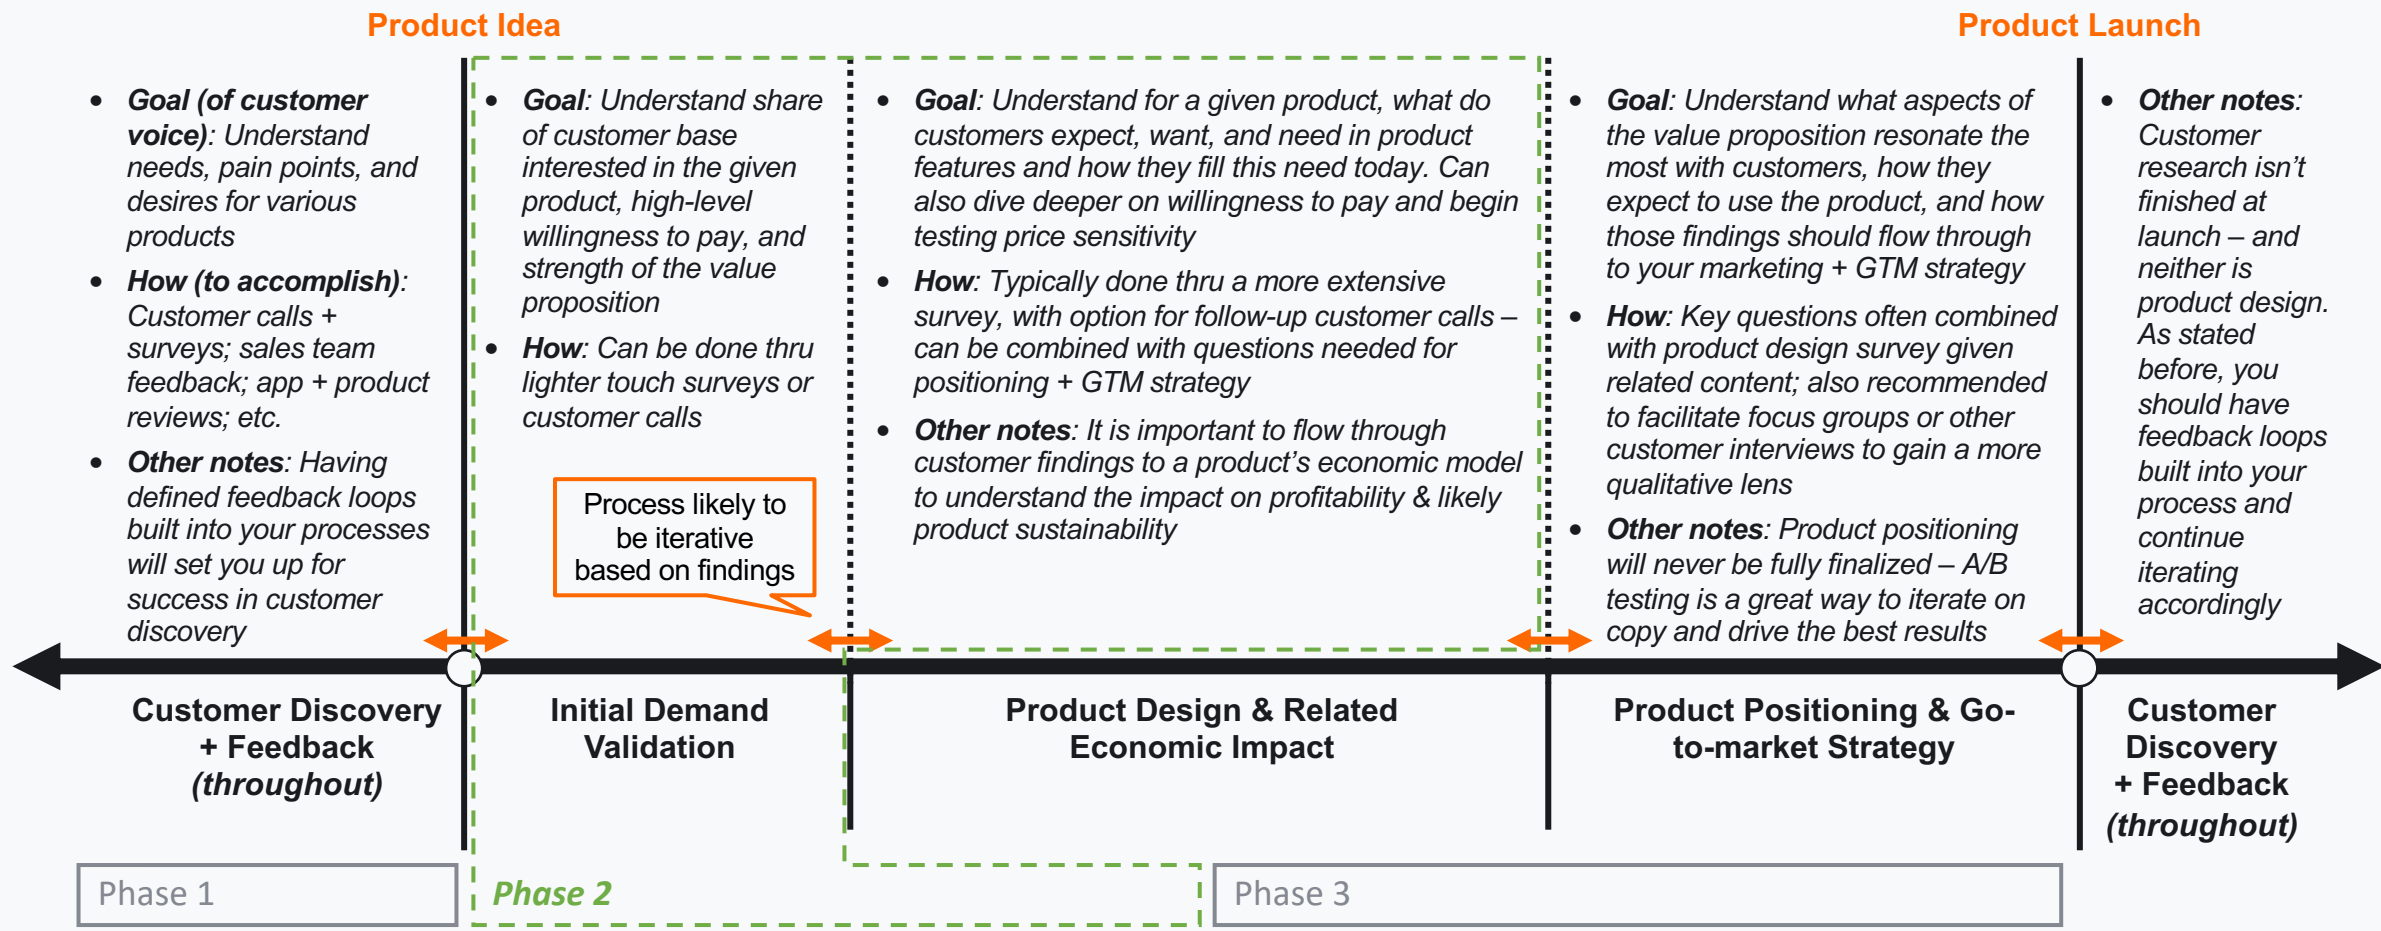 Product Idea
Product Launch
• Goal (of customer
voice): Understand
needs, pain points, and
desires for various
products
• How (to accomplish):
Customer calls +
surveys; sales team
feedback; app + product
reviews; etc.
• Other notes: Having
defined feedback loops
built into your processes
will set you up for
success in customer
discovery
• Goal: Understand share
of customer base
interested in the given
product, high-level
willingness to pay, and
strength of the value
proposition
• How: Can be done thru
lighter touch surveys or
customer calls
Process likely to
be iterative
based on findings
• Goal: Understand for a given product, what do
customers expect, want, and need in product
features and how they fill this need today. Can
also dive deeper on willingness to pay and begin
testing price sensitivity
• How: Typically done thru a more extensive
survey, with option for follow-up customer calls –
can be combined with questions needed for
positioning + GTM strategy
• Other notes: It is important to flow through
customer findings to a product’s economic model
to understand the impact on profitability & likely
product sustainability
• Goal: Understand what aspects of
the value proposition resonate the
most with customers, how they
expect to use the product, and how
those findings should flow through
to your marketing + GTM strategy
• How: Key questions often combined
with product design survey given
related content; also recommended
to facilitate focus groups or other
customer interviews to gain a more
qualitative lens
• Other notes: Product positioning
will never be fully finalized – A/B
testing is a great way to iterate on
copy and drive the best results
• Other notes:
Customer
research isn’t
finished at
launch – and
neither is
product design.
As stated
before, you
should have
feedback loops
built into your
process and
continue
iterating
accordingly
Customer Discovery
+ Feedback
(throughout)
Initial Demand
Validation
Product Design & Related
Economic Impact
Product Positioning & Go-
to-market Strategy
Customer
Discovery
+ Feedback
(throughout)
Phase 1
Phase 2
Phase 3